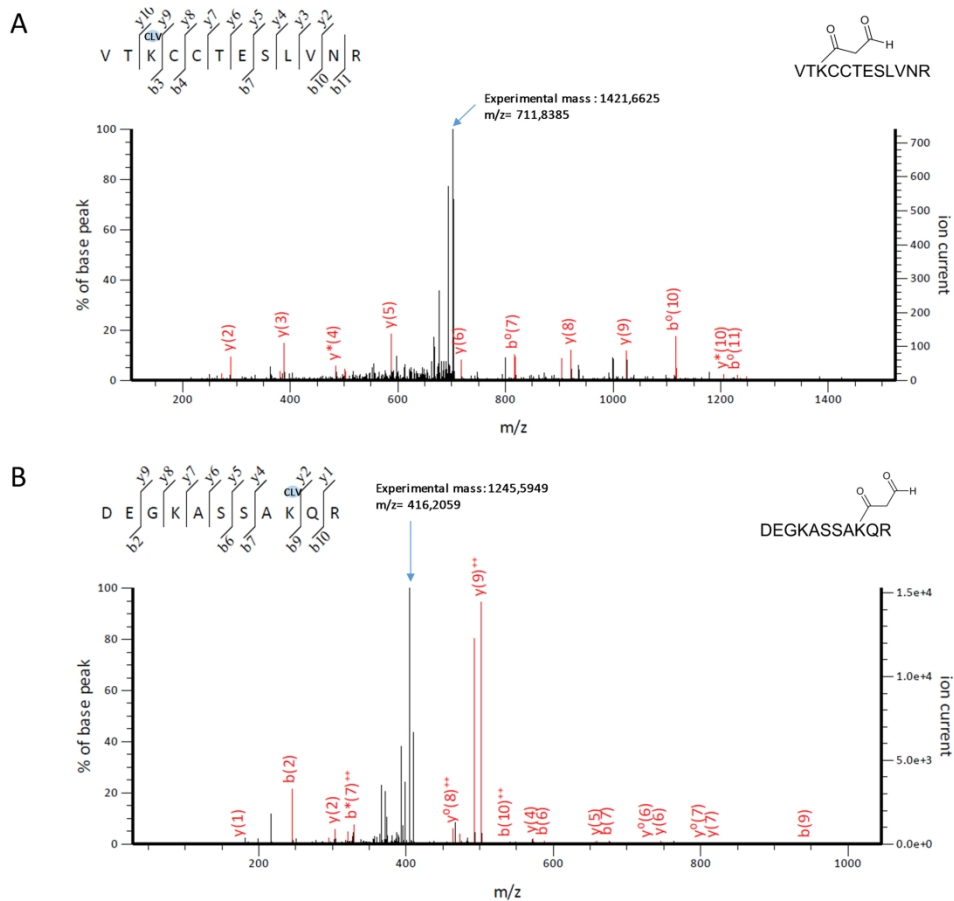 A
y10 y9 y8 y7 y6 y5 y4 y3 y2
CLV
V T K C C T E S L V N R
b3 b4 b7 b10 b11
O O H
VTKCCTESLVNR
Experimental mass : 1421,6625
m/z= 711,8385
% of base peak
ion current
100 80 60 40 20 0
700 600 500 400 300 200 100 0
y(2) y(3) y*(4) y(5) y(6) b⁰(7) y(8) y(9) b⁰(10) y*(10) b⁰(11)
200 400 600 800 1000 1200 1400
m/z
B
y9 y8 y7 y6 y5 y4 y2 y1
CLV
D E G K A S S A K Q R
b2 b6 b7 b9 b10
O O H
DEGKASSAKQR
Experimental mass: 1245,5949
m/z= 416,2059
% of base peak
ion current
100 80 60 40 20 0
1.5e+4 1.0e+4 5.0e+3 0.0e+0
y(1) b(2) y(2) b*(7)⁺⁺ y⁰(8)⁺⁺ y(9)⁺⁺ b(10)⁺⁺ y(4) b(6) y(5) b(7) y⁰(6) y(6) y⁰(7) y(7) b(9)
200 400 600 800 1000
m/z